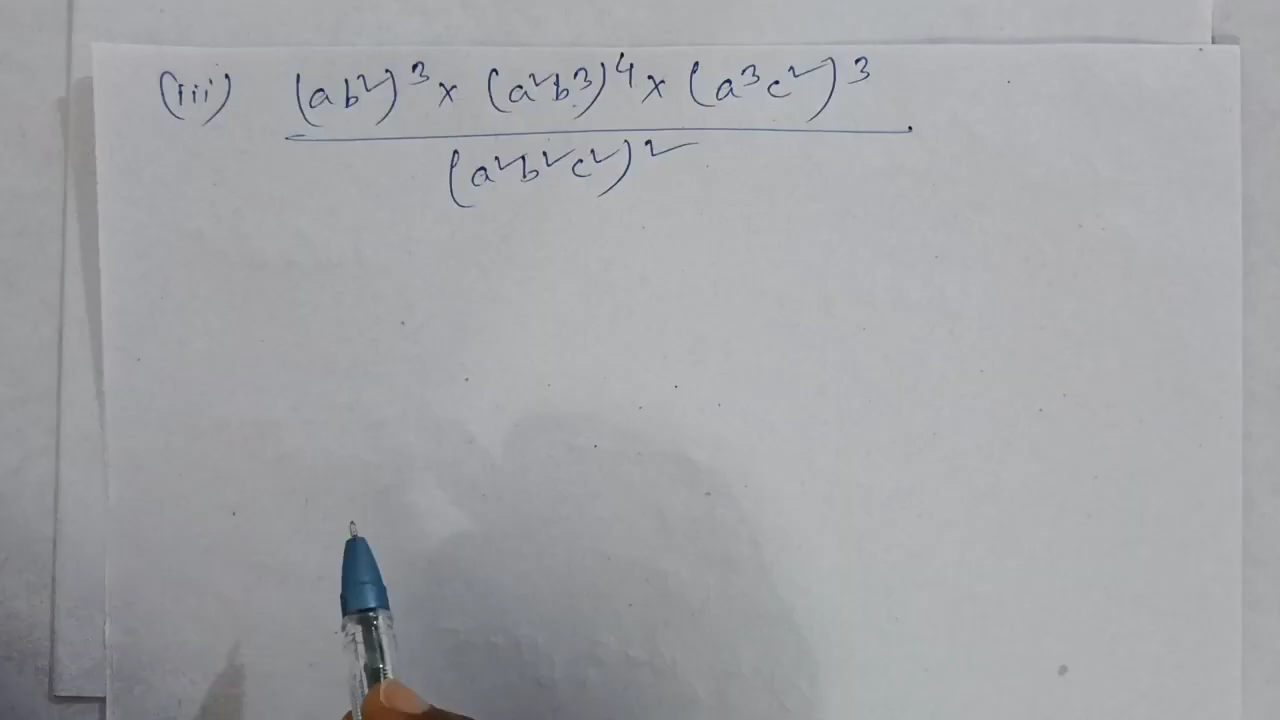 (iii) (ab²)³ × (a²b³)⁴ × (a³c²)³
(a²b²c²)²